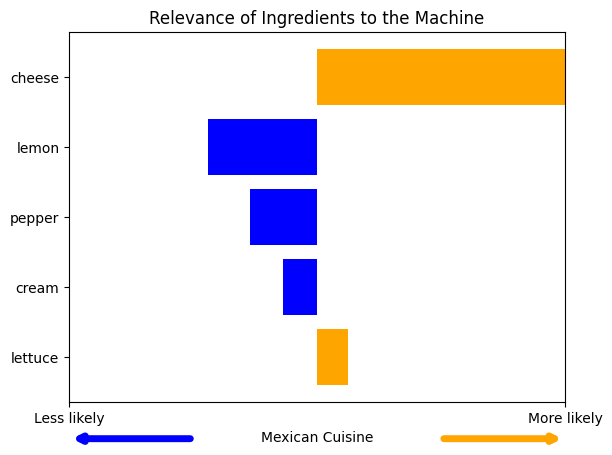 Relevance of Ingredients to the Machine
cheese
lemon
pepper
cream
lettuce
Less likely
More likely
Mexican Cuisine